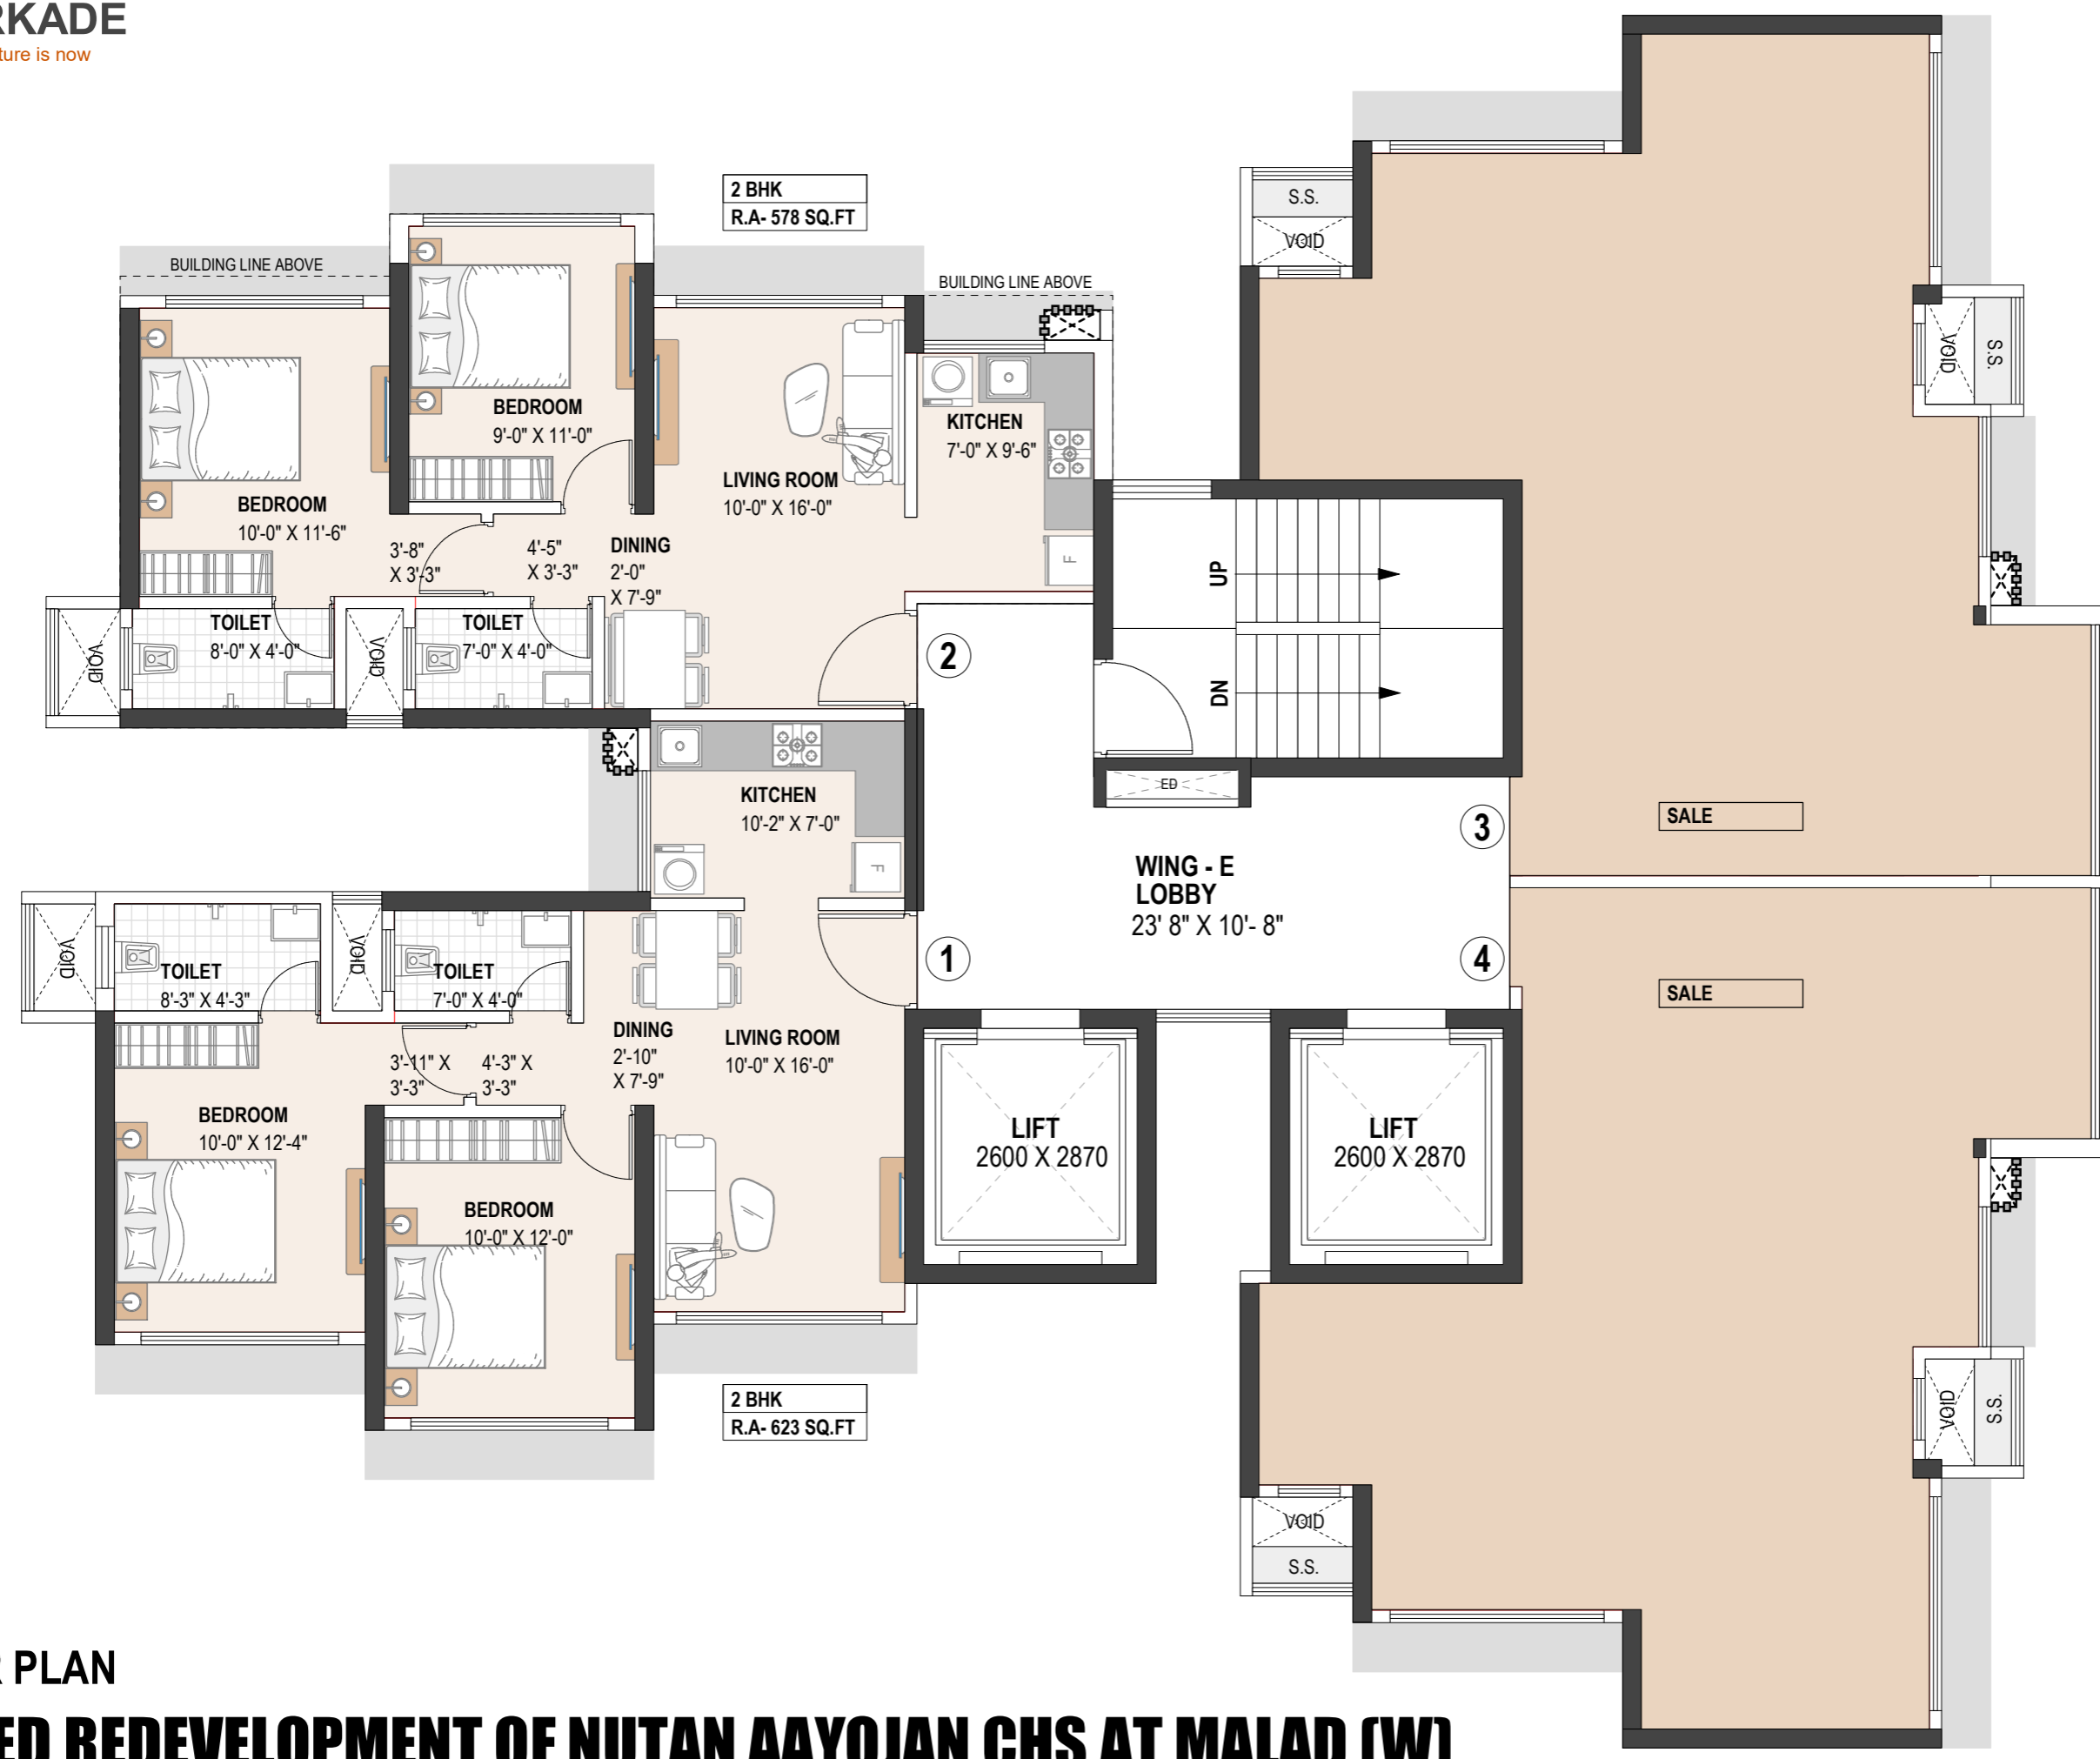 RKADE
ture is now
2 BHK
R.A- 578 SQ.FT
BUILDING LINE ABOVE
BUILDING LINE ABOVE
S.S.
VOID
VOID
S.S.
BEDROOM
9'-0" X 11'-0"
KITCHEN
7'-0" X 9'-6"
LIVING ROOM
10'-0" X 16'-0"
BEDROOM
10'-0" X 11'-6"
3'-8"
X 3'-3"
4'-5"
X 3'-3"
DINING
2'-0"
X 7'-9"
F
UP
TOILET
8'-0" X 4'-0"
TOILET
7'-0" X 4'-0"
VOID
VOID
2
DN
KITCHEN
10'-2" X 7'-0"
ED
F
3
SALE
WING - E
LOBBY
23' 8" X 10'- 8"
VOID
TOILET
8'-3" X 4'-3"
VOID
TOILET
7'-0" X 4'-0"
1
4
SALE
DINING
2'-10"
X 7'-9"
LIVING ROOM
10'-0" X 16'-0"
3'-11" X
3'-3"
4'-3" X
3'-3"
BEDROOM
10'-0" X 12'-4"
LIFT
2600 X 2870
LIFT
2600 X 2870
BEDROOM
10'-0" X 12'-0"
2 BHK
R.A- 623 SQ.FT
VOID
S.S.
VOID
S.S.
R PLAN
ED REDEVELOPMENT OF NUTAN AAYOJAN CHS AT MALAD (W)